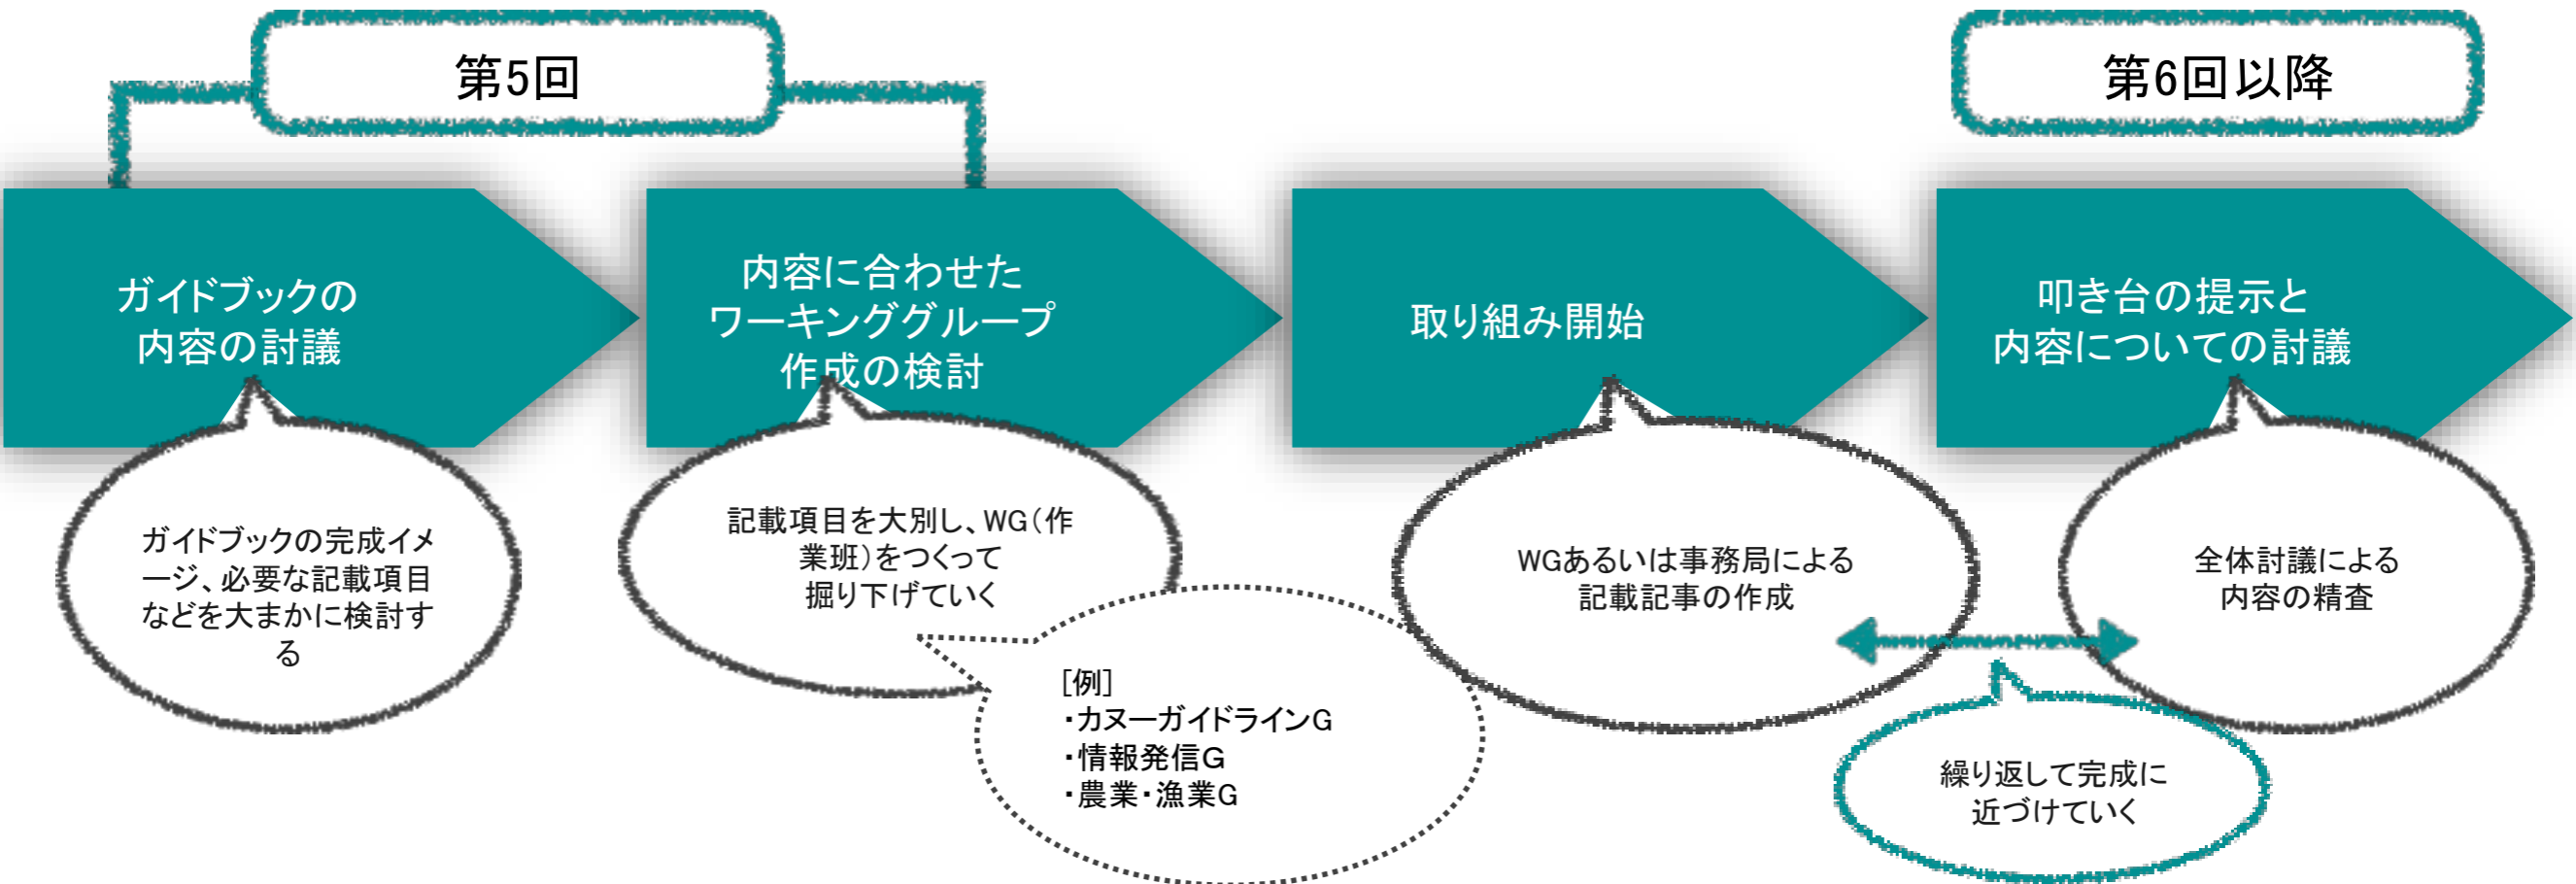 第5回
第6回以降
ガイドブックの
内容の討議
内容に合わせた
ワーキンググループ
作成の検討
取り組み開始
叩き台の提示と
内容についての討議
ガイドブックの完成イメ
ージ、必要な記載項目
などを大まかに検討す
る
記載項目を大別し、WG(作
業班)をつくって
掘り下げていく
[例]
・カヌーガイドラインG
・情報発信G
・農業・漁業G
WGあるいは事務局による
記載記事の作成
全体討議による
内容の精査
繰り返して完成に
近づけていく